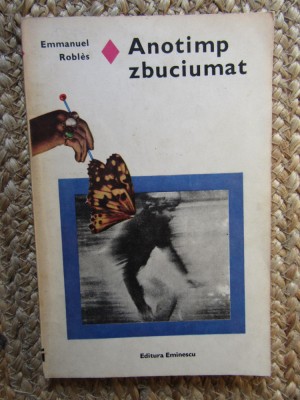 Emmanuel
Roblès
Anotimp
zbuciumat
Editura Eminescu